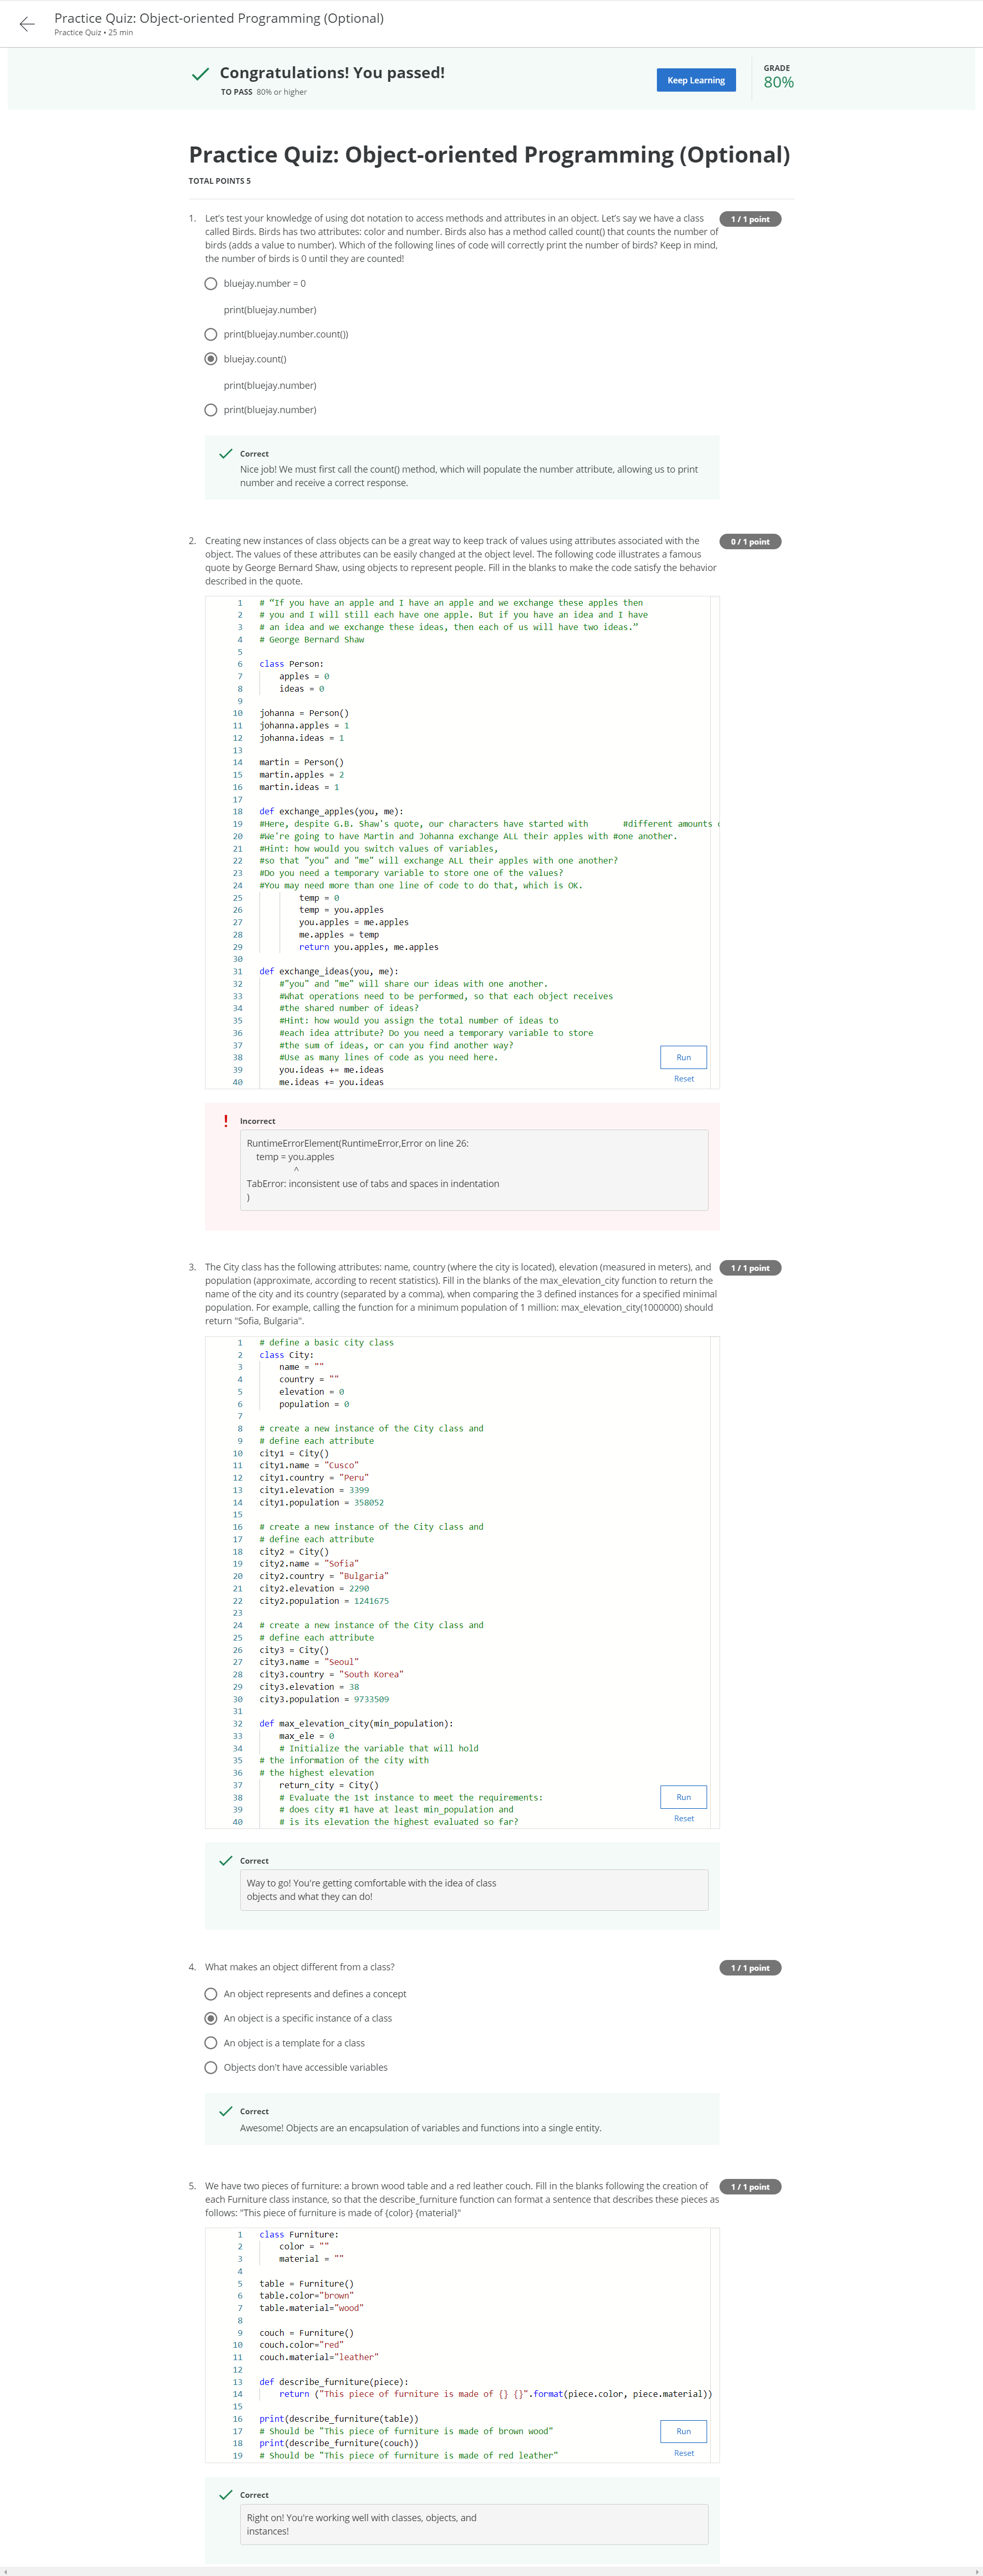 Practice Quiz: Object-oriented Programming (Optional)
Practice Quiz • 25 min
Congratulations! You passed!
TO PASS 80% or higher
Keep Learning
GRADE
80%
Practice Quiz: Object-oriented Programming (Optional)
TOTAL POINTS 5
1. Let's test your knowledge of using dot notation to access methods and attributes in an object. Let's say we have a class
called Birds. Birds has two attributes: color and number. Birds also has a method called count() that counts the number of
birds (adds a value to number). Which of the following lines of code will correctly print the number of birds? Keep in mind,
the number of birds is 0 until they are counted!
1 / 1 point
bluejay.number = 0
print(bluejay.number)
print(bluejay.number.count())
bluejay.count()
print(bluejay.number)
print(bluejay.number)
Correct
Nice job! We must first call the count() method, which will populate the number attribute, allowing us to print
number and receive a correct response.
2. Creating new instances of class objects can be a great way to keep track of values using attributes associated with the
object. The values of these attributes can be easily changed at the object level. The following code illustrates a famous
quote by George Bernard Shaw, using objects to represent people. Fill in the blanks to make the code satisfy the behavior
described in the quote.
0 / 1 point
1 # “If you have an apple and I have an apple and we exchange these apples then
2 # you and I will still each have one apple. But if you have an idea and I have
3 # an idea and we exchange these ideas, then each of us will have two ideas.”
4 # George Bernard Shaw
5
6 class Person:
7     apples = 0
8     ideas = 0
9
10 johanna = Person()
11 johanna.apples = 1
12 johanna.ideas = 1
13
14 martin = Person()
15 martin.apples = 2
16 martin.ideas = 1
17
18 def exchange_apples(you, me):
19 #Here, despite G.B. Shaw's quote, our characters have started with       #different amounts
20 #We're going to have Martin and Johanna exchange ALL their apples with #one another.
21 #Hint: how would you switch values of variables,
22 #so that "you" and "me" will exchange ALL their apples with one another?
23 #Do you need a temporary variable to store one of the values?
24 #You may need more than one line of code to do that, which is OK.
25         temp = 0
26         temp = you.apples
27         you.apples = me.apples
28         me.apples = temp
29         return you.apples, me.apples
30
31 def exchange_ideas(you, me):
32     #"you" and "me" will share our ideas with one another.
33     #What operations need to be performed, so that each object receives
34     #the shared number of ideas?
35     #Hint: how would you assign the total number of ideas to
36     #each idea attribute? Do you need a temporary variable to store
37     #the sum of ideas, or can you find another way?
38     #Use as many lines of code as you need here.
39     you.ideas += me.ideas
40     me.ideas += you.ideas
Run
Reset
Incorrect
RuntimeErrorElement(RuntimeError,Error on line 26:
temp = you.apples
^
TabError: inconsistent use of tabs and spaces in indentation
)
3. The City class has the following attributes: name, country (where the city is located), elevation (measured in meters), and
population (approximate, according to recent statistics). Fill in the blanks of the max_elevation_city function to return the
name of the city and its country (separated by a comma), when comparing the 3 defined instances for a specified minimal
population. For example, calling the function for a minimum population of 1 million: max_elevation_city(1000000) should
return "Sofia, Bulgaria".
1 / 1 point
1 # define a basic city class
2 class City:
3     name = ""
4     country = ""
5     elevation = 0
6     population = 0
7
8 # create a new instance of the City class and
9 # define each attribute
10 city1 = City()
11 city1.name = "Cusco"
12 city1.country = "Peru"
13 city1.elevation = 3399
14 city1.population = 358052
15
16 # create a new instance of the City class and
17 # define each attribute
18 city2 = City()
19 city2.name = "Sofia"
20 city2.country = "Bulgaria"
21 city2.elevation = 2290
22 city2.population = 1241675
23
24 # create a new instance of the City class and
25 # define each attribute
26 city3 = City()
27 city3.name = "Seoul"
28 city3.country = "South Korea"
29 city3.elevation = 38
30 city3.population = 9733509
31
32 def max_elevation_city(min_population):
33     max_ele = 0
34     # Initialize the variable that will hold
35 # the information of the city with
36 # the highest elevation
37     return_city = City()
38     # Evaluate the 1st instance to meet the requirements:
39     # does city #1 have at least min_population and
40     # is its elevation the highest evaluated so far?
Run
Reset
Correct
Way to go! You're getting comfortable with the idea of class
objects and what they can do!
4. What makes an object different from a class?
1 / 1 point
An object represents and defines a concept
An object is a specific instance of a class
An object is a template for a class
Objects don't have accessible variables
Correct
Awesome! Objects are an encapsulation of variables and functions into a single entity.
5. We have two pieces of furniture: a brown wood table and a red leather couch. Fill in the blanks following the creation of
each Furniture class instance, so that the describe_furniture function can format a sentence that describes these pieces as
follows: "This piece of furniture is made of {color} {material}"
1 / 1 point
1 class Furniture:
2     color = ""
3     material = ""
4
5 table = Furniture()
6 table.color="brown"
7 table.material="wood"
8
9 couch = Furniture()
10 couch.color="red"
11 couch.material="leather"
12
13 def describe_furniture(piece):
14     return ("This piece of furniture is made of {} {}".format(piece.color, piece.material))
15
16 print(describe_furniture(table))
17 # Should be "This piece of furniture is made of brown wood"
18 print(describe_furniture(couch))
19 # Should be "This piece of furniture is made of red leather"
Run
Reset
Correct
Right on! You're working well with classes, objects, and
instances!